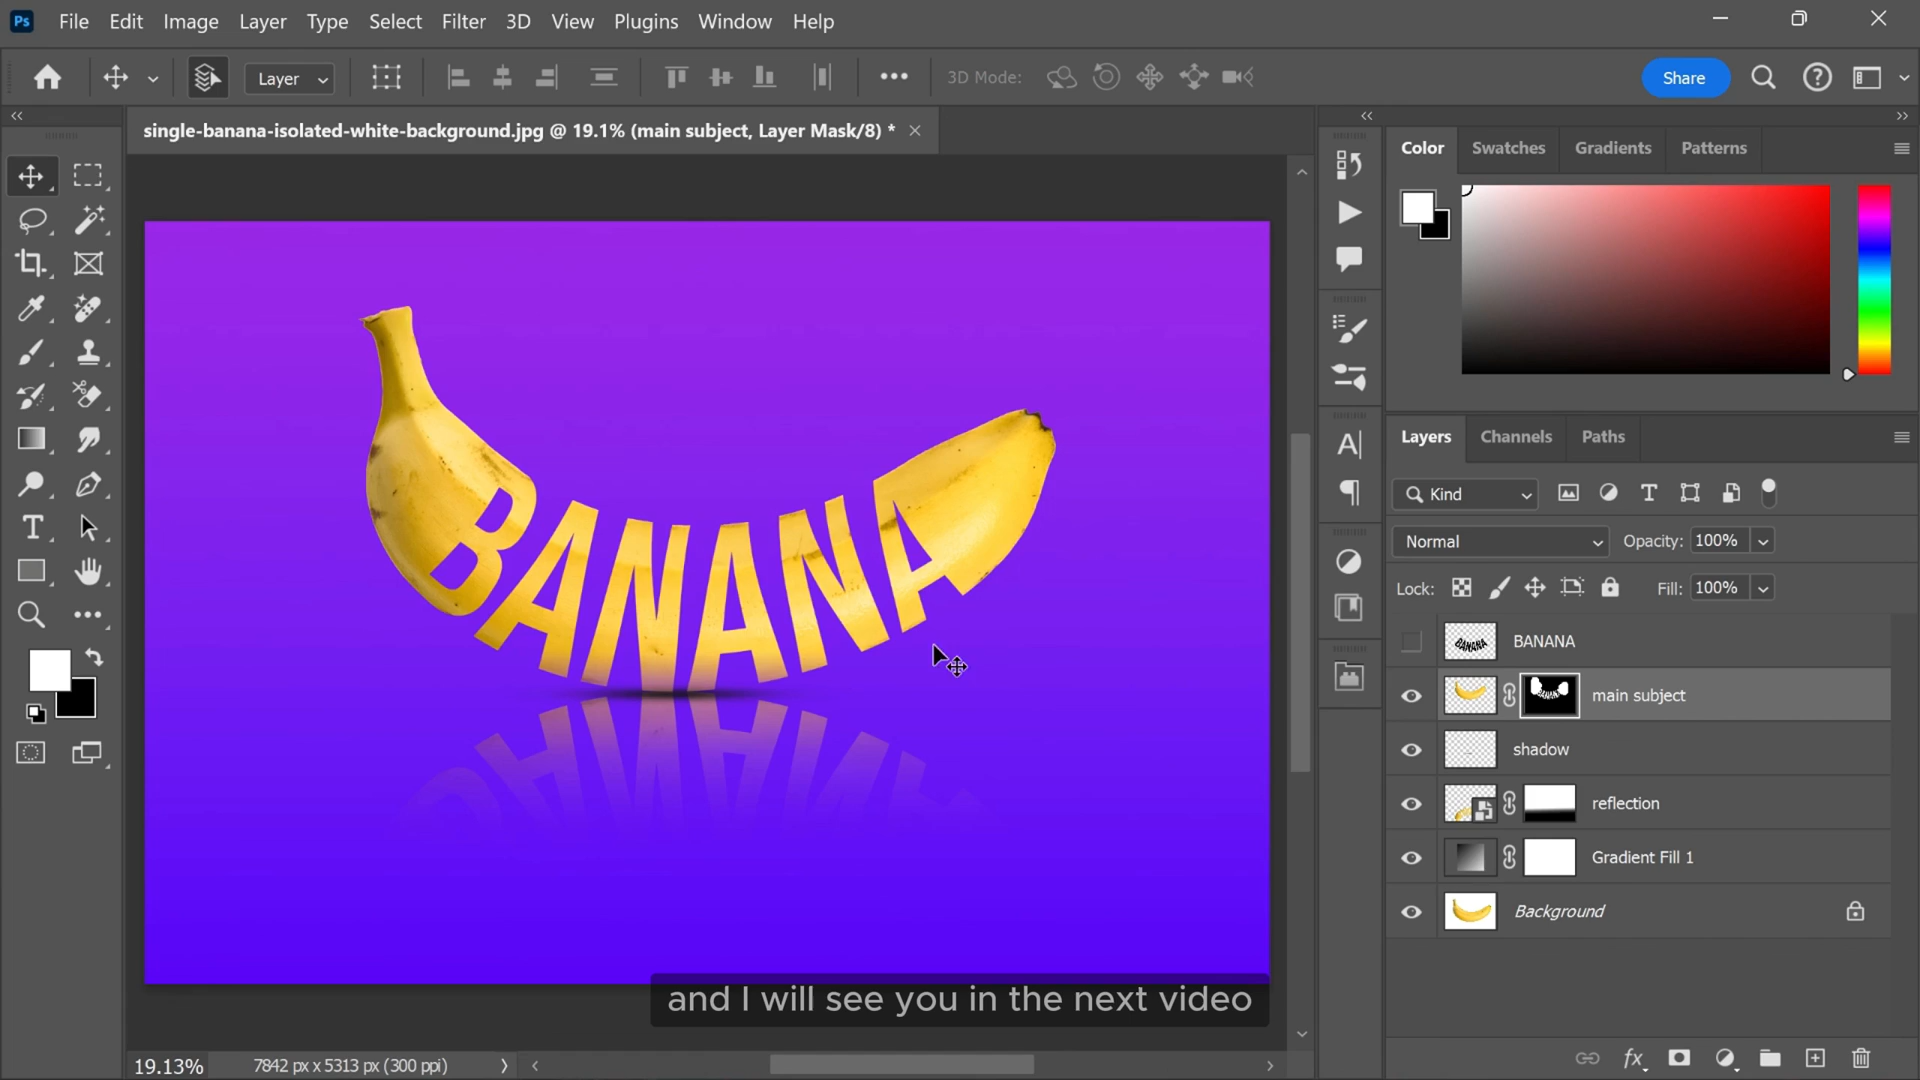 Ps File Edit Image Layer Type Select Filter 3D View Plugins Window Help
Layer 3D Mode: Share
single-banana-isolated-white-background.jpg @ 19.1% (main subject, Layer Mask/8) *
Color Swatches Gradients Patterns
BANANA
Layers Channels Paths
Kind
Normal Opacity: 100%
Lock: Fill: 100%
BANANA BANANA
main subject
shadow
reflection
Gradient Fill 1
Background
and I will see you in the next video
19.13% 7842 px x 5313 px (300 ppi)
fx